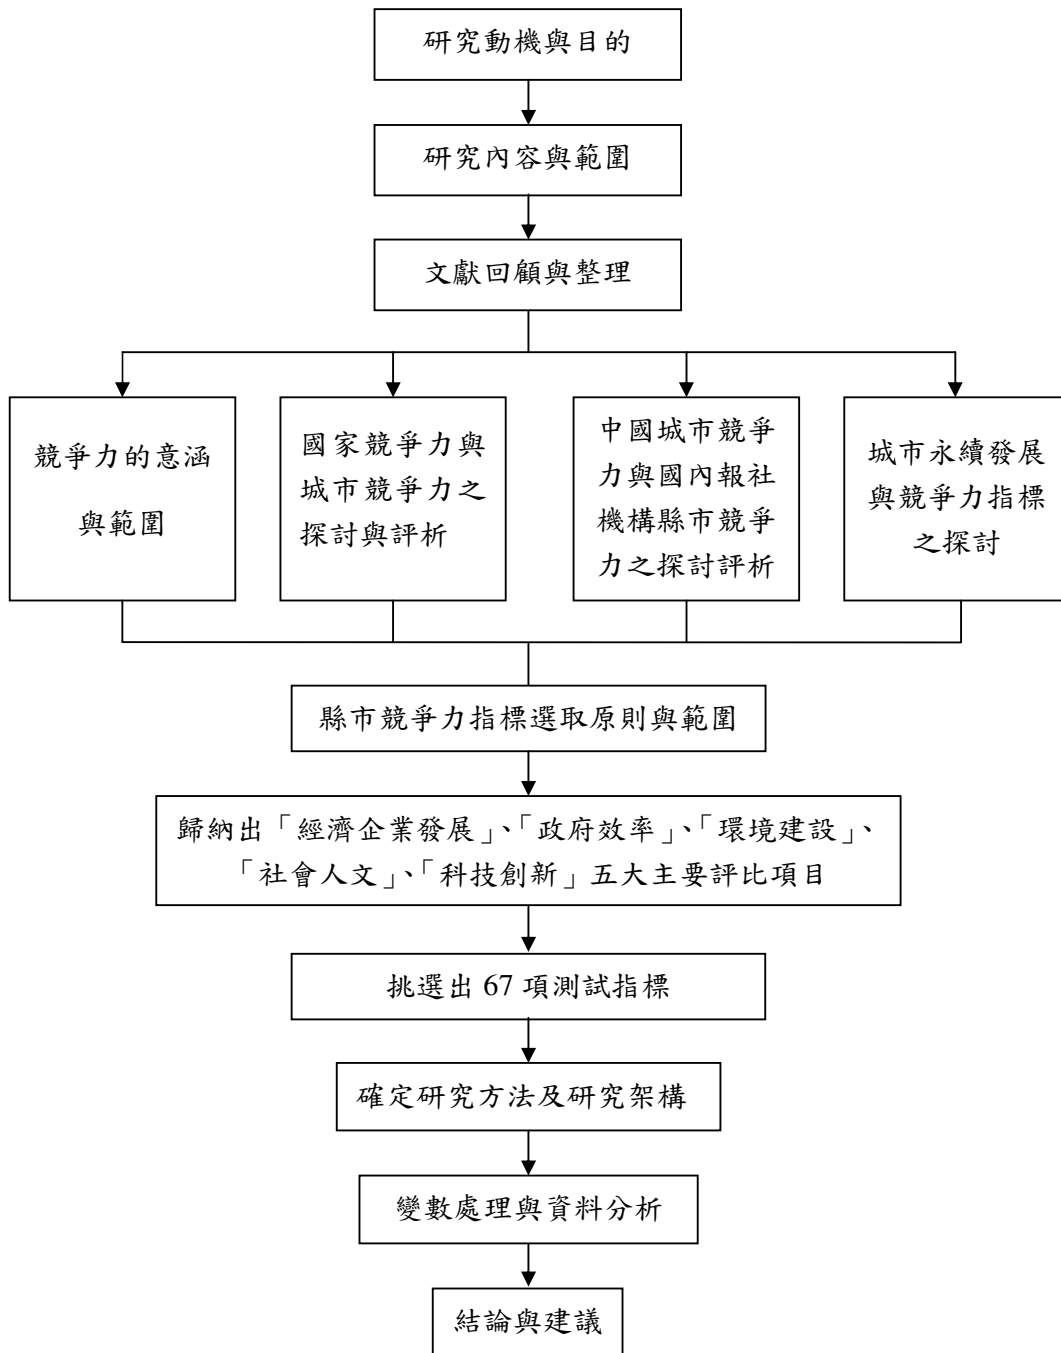 研究動機與目的
研究內容與範圍
文獻回顧與整理
競爭力的意涵
與範圍
國家競爭力與
城市競爭力之
探討與評析
中國城市競爭
力與國內報社
機構縣市競爭
力之探討評析
城市永續發展
與競爭力指標
之探討
縣市競爭力指標選取原則與範圍
歸納出「經濟企業發展」、「政府效率」、「環境建設」、
「社會人文」、「科技創新」五大主要評比項目
挑選出 67 項測試指標
確定研究方法及研究架構
變數處理與資料分析
結論與建議